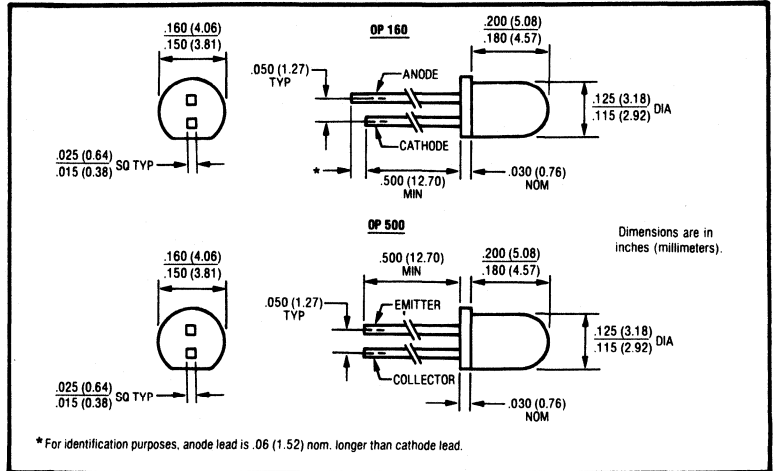 OP 160
.160 (4.06)
.150 (3.81)
.200 (5.08)
.180 (4.57)
.050 (1.27)
TYP
ANODE
.125 (3.18)
.115 (2.92) DIA
CATHODE
.025 (0.64)
.015 (0.38) SQ TYP
*
.500 (12.70)
MIN
.030 (0.76)
NOM
OP 500
Dimensions are in
inches (millimeters).
.160 (4.06)
.150 (3.81)
.500 (12.70)
MIN
.200 (5.08)
.180 (4.57)
.050 (1.27)
TYP
EMITTER
.125 (3.18)
.115 (2.92) DIA
COLLECTOR
.025 (0.64)
.015 (0.38) SQ TYP
.030 (0.76)
NOM
* For identification purposes, anode lead is .06 (1.52) nom. longer than cathode lead.